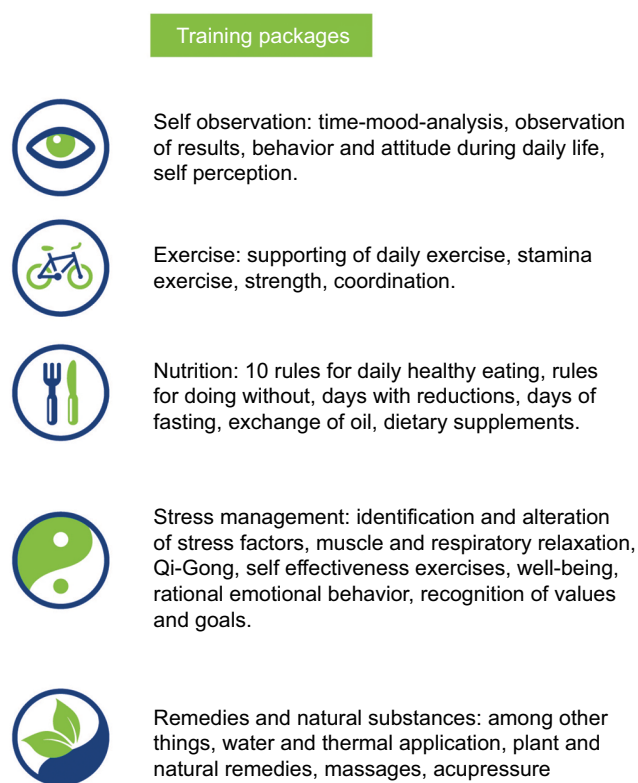 Training packages
Self observation: time-mood-analysis, observation
of results, behavior and attitude during daily life,
self perception.
Exercise: supporting of daily exercise, stamina
exercise, strength, coordination.
Nutrition: 10 rules for daily healthy eating, rules
for doing without, days with reductions, days of
fasting, exchange of oil, dietary supplements.
Stress management: identification and alteration
of stress factors, muscle and respiratory relaxation,
Qi-Gong, self effectiveness exercises, well-being,
rational emotional behavior, recognition of values
and goals.
Remedies and natural substances: among other
things, water and thermal application, plant and
natural remedies, massages, acupressure